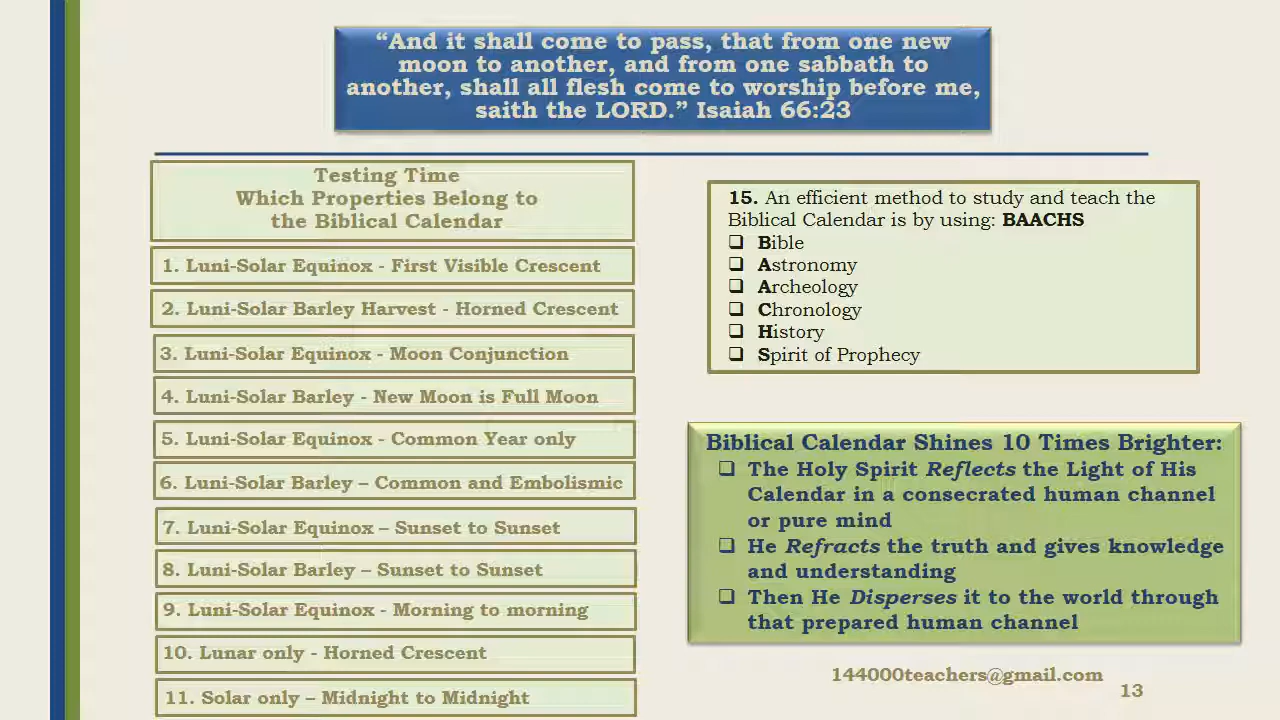 “And it shall come to pass, that from one new
moon to another, and from one sabbath to
another, shall all flesh come to worship before me,
saith the LORD.” Isaiah 66:23
Testing Time
Which Properties Belong to
the Biblical Calendar
1. Luni-Solar Equinox - First Visible Crescent
2. Luni-Solar Barley Harvest - Horned Crescent
3. Luni-Solar Equinox - Moon Conjunction
4. Luni-Solar Barley - New Moon is Full Moon
5. Luni-Solar Equinox - Common Year only
6. Luni-Solar Barley – Common and Embolismic
7. Luni-Solar Equinox – Sunset to Sunset
8. Luni-Solar Barley – Sunset to Sunset
9. Luni-Solar Equinox - Morning to morning
10. Lunar only - Horned Crescent
11. Solar only – Midnight to Midnight
15. An efficient method to study and teach the
Biblical Calendar is by using: BAACHS
❑ Bible
❑ Astronomy
❑ Archeology
❑ Chronology
❑ History
❑ Spirit of Prophecy
Biblical Calendar Shines 10 Times Brighter:
❑ The Holy Spirit Reflects the Light of His
Calendar in a consecrated human channel
or pure mind
❑ He Refracts the truth and gives knowledge
and understanding
❑ Then He Disperses it to the world through
that prepared human channel
144000teachers@gmail.com
13